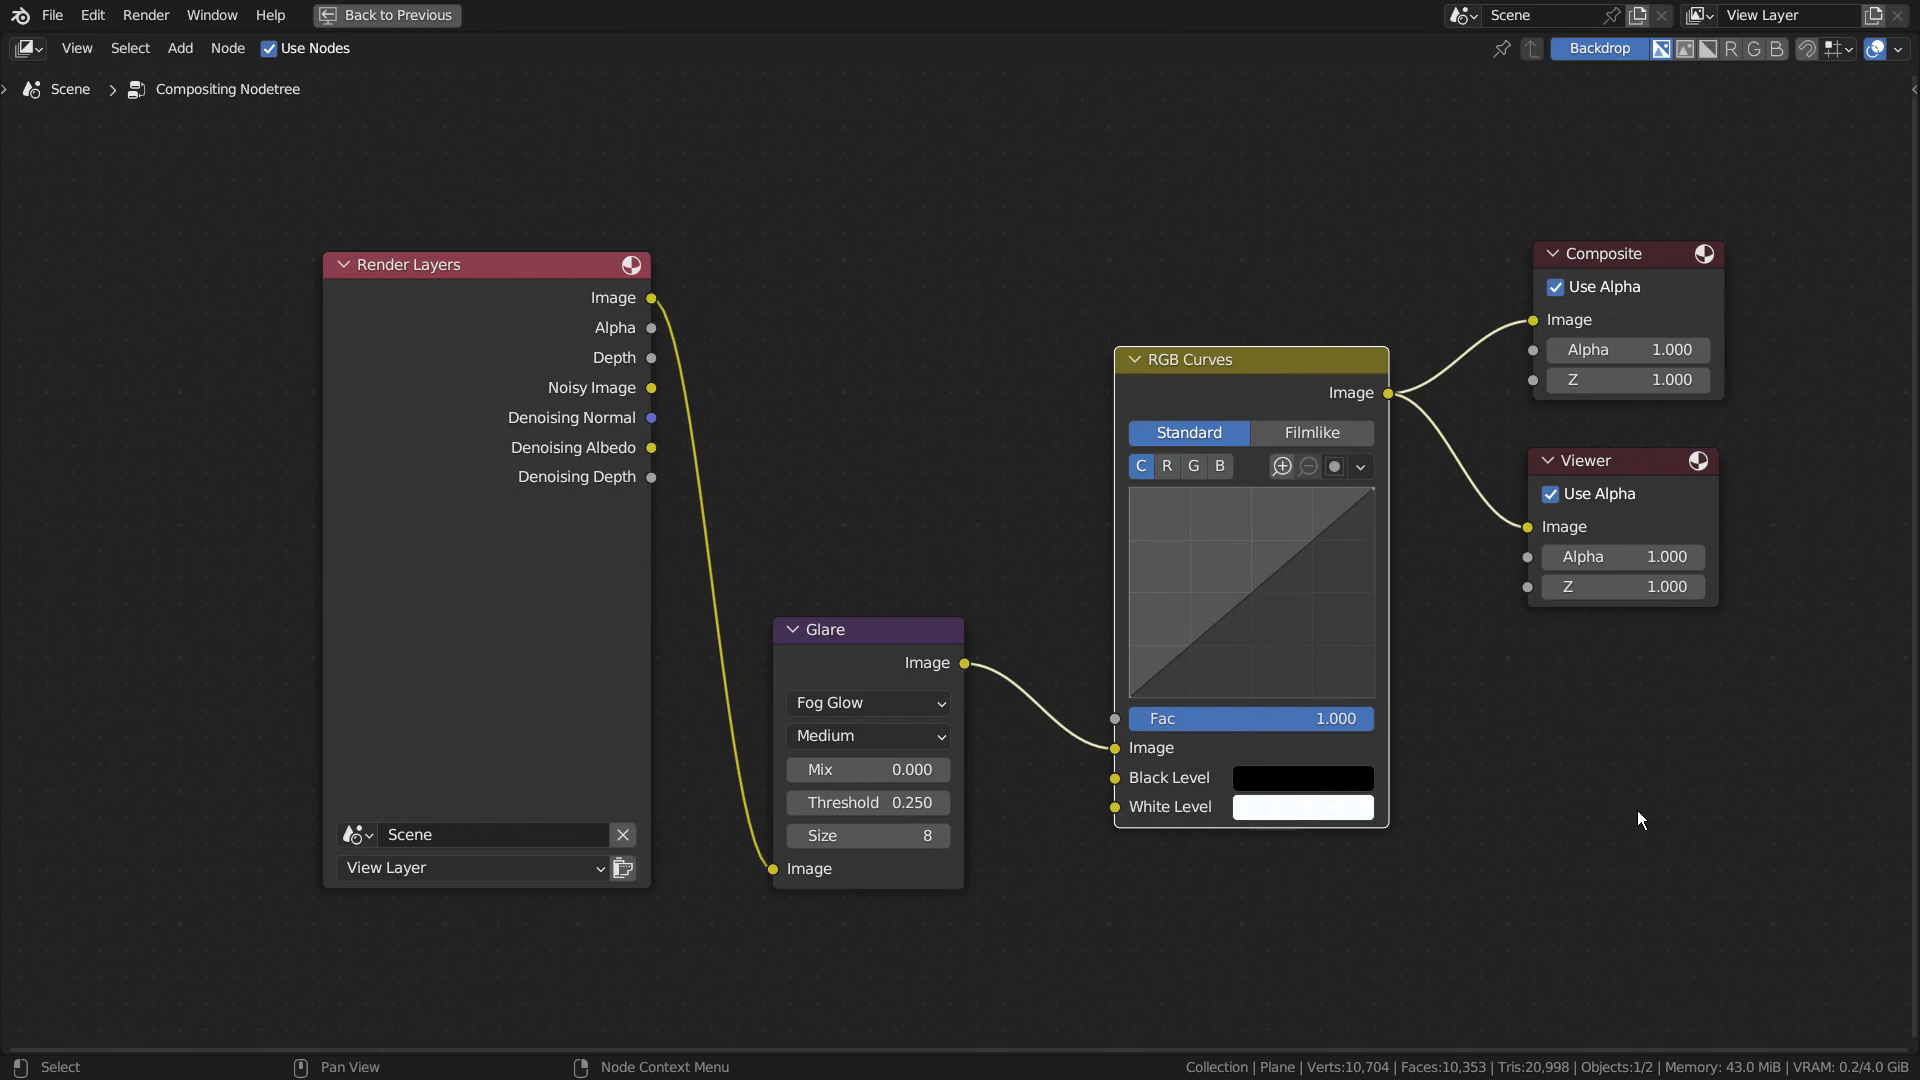 File Edit Render Window Help Back to Previous Scene View Layer
View Select Add Node Use Nodes Backdrop R G B
Scene > Compositing Nodetree
Render Layers
Image
Alpha
Depth
Noisy Image
Denoising Normal
Denoising Albedo
Denoising Depth
Scene
View Layer
Glare
Image
Fog Glow
Medium
Mix 0.000
Threshold 0.250
Size 8
Image
RGB Curves
Image
Standard Filmlike
C R G B
Fac 1.000
Image
Black Level
White Level
Composite
Use Alpha
Image
Alpha 1.000
Z 1.000
Viewer
Use Alpha
Image
Alpha 1.000
Z 1.000
Select Pan View Node Context Menu Collection | Plane | Verts:10,704 | Faces:10,353 | Tris:20,998 | Objects:1/2 | Memory: 43.0 MiB | VRAM: 0.2/4.0 GiB